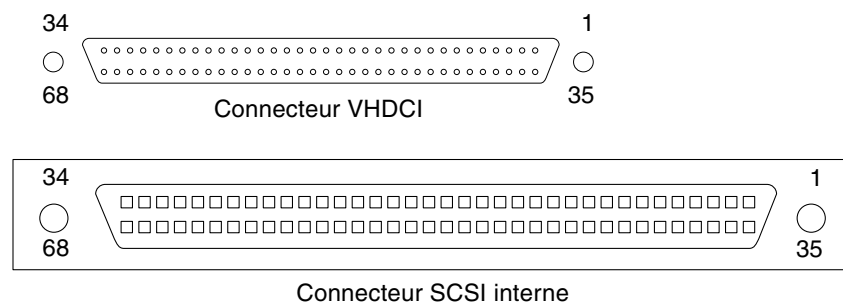 34 1
68 35
Connecteur VHDCI
34 1
68 35
Connecteur SCSI interne